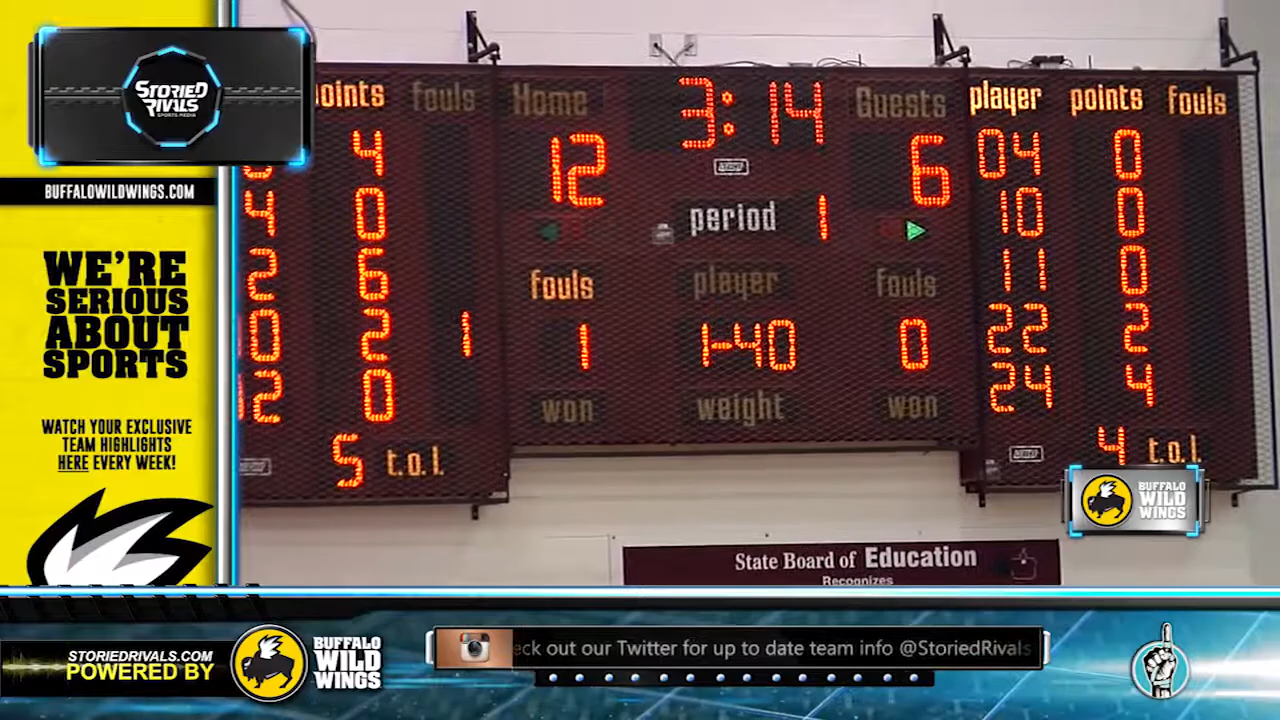 STORIED
RIVALS
SPORTS MEDIA
BUFFALOWILDWINGS.COM
WE'RE
SERIOUS
ABOUT
SPORTS
WATCH YOUR EXCLUSIVE
TEAM HIGHLIGHTS
HERE EVERY WEEK!
oints fouls Home 3:14 Guests player points fouls
4 12 6 04 0
4 0 period 1 10 0
2 6 fouls player fouls 11 0
0 2 1 1 1-40 0 22 2
2 0 won weight won 24 4
5 t.o.l. 4 t.o.l.
BUFFALO
WILD
WINGS
State Board of Education
Recognizes
STORIEDRIVALS.COM
POWERED BY
BUFFALO
WILD
WINGS
eck out our Twitter for up to date team info @StoriedRivals